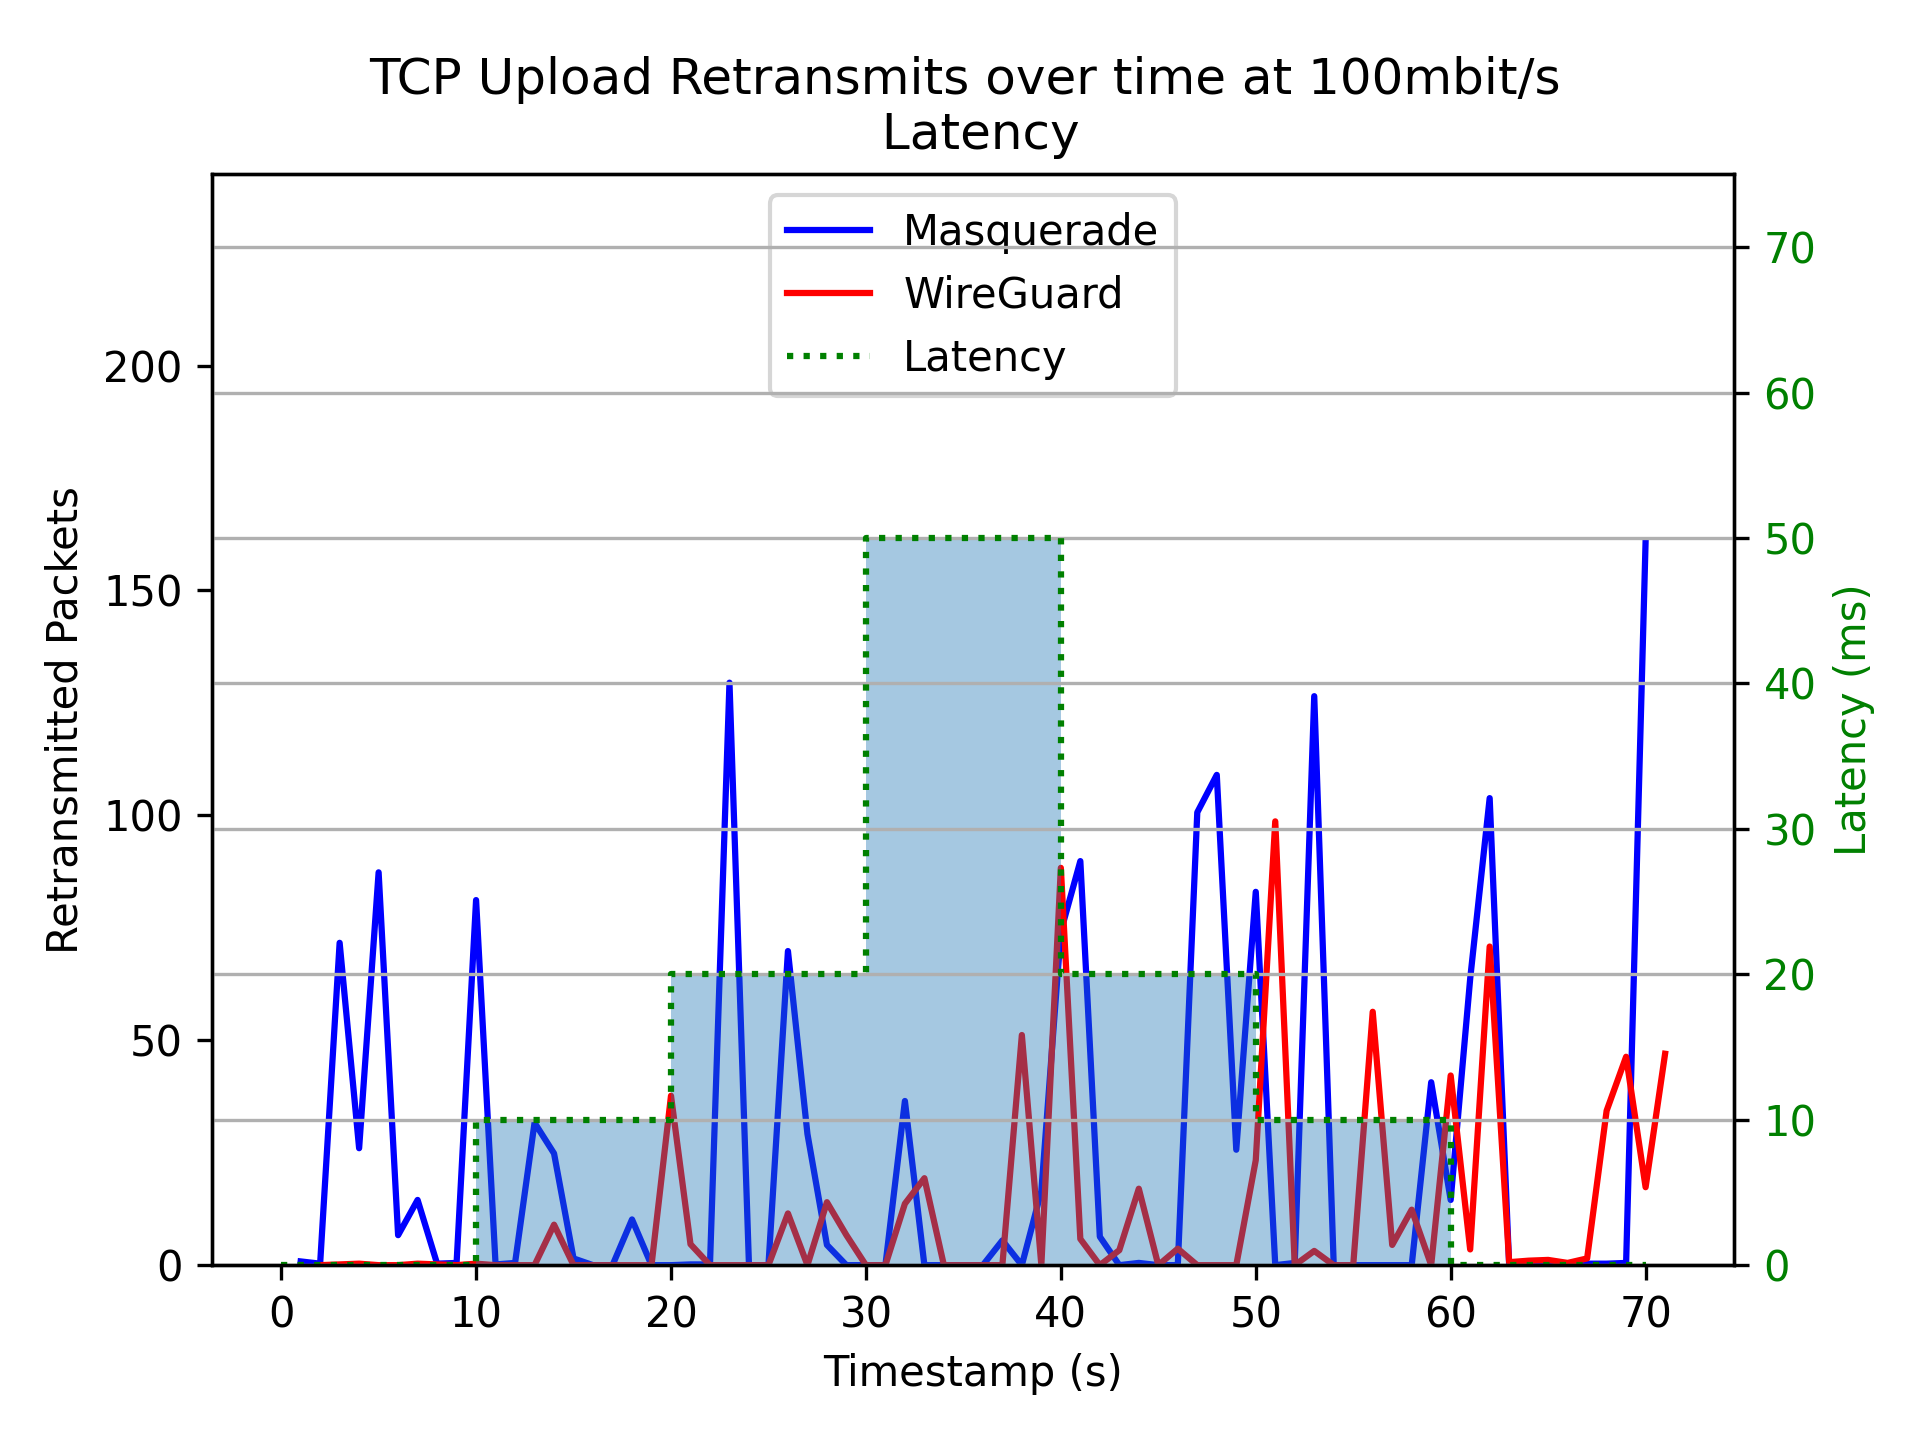 TCP Upload Retransmits over time at 100mbit/s
Latency
Masquerade
WireGuard
Latency
Retransmitted Packets
200
150
100
50
0
70
60
50
40
30
20
10
0
Latency (ms)
0 10 20 30 40 50 60 70
Timestamp (s)